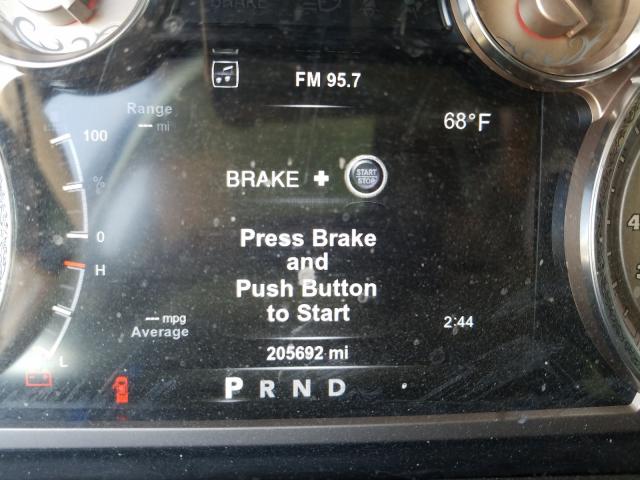 BRAKE
FM 95.7
Range
--- mi
68°F
100
%
0
H
L
BRAKE + START STOP
Press Brake
and
Push Button
to Start
--- mpg
Average
2:44
205692 mi
P R N D
4